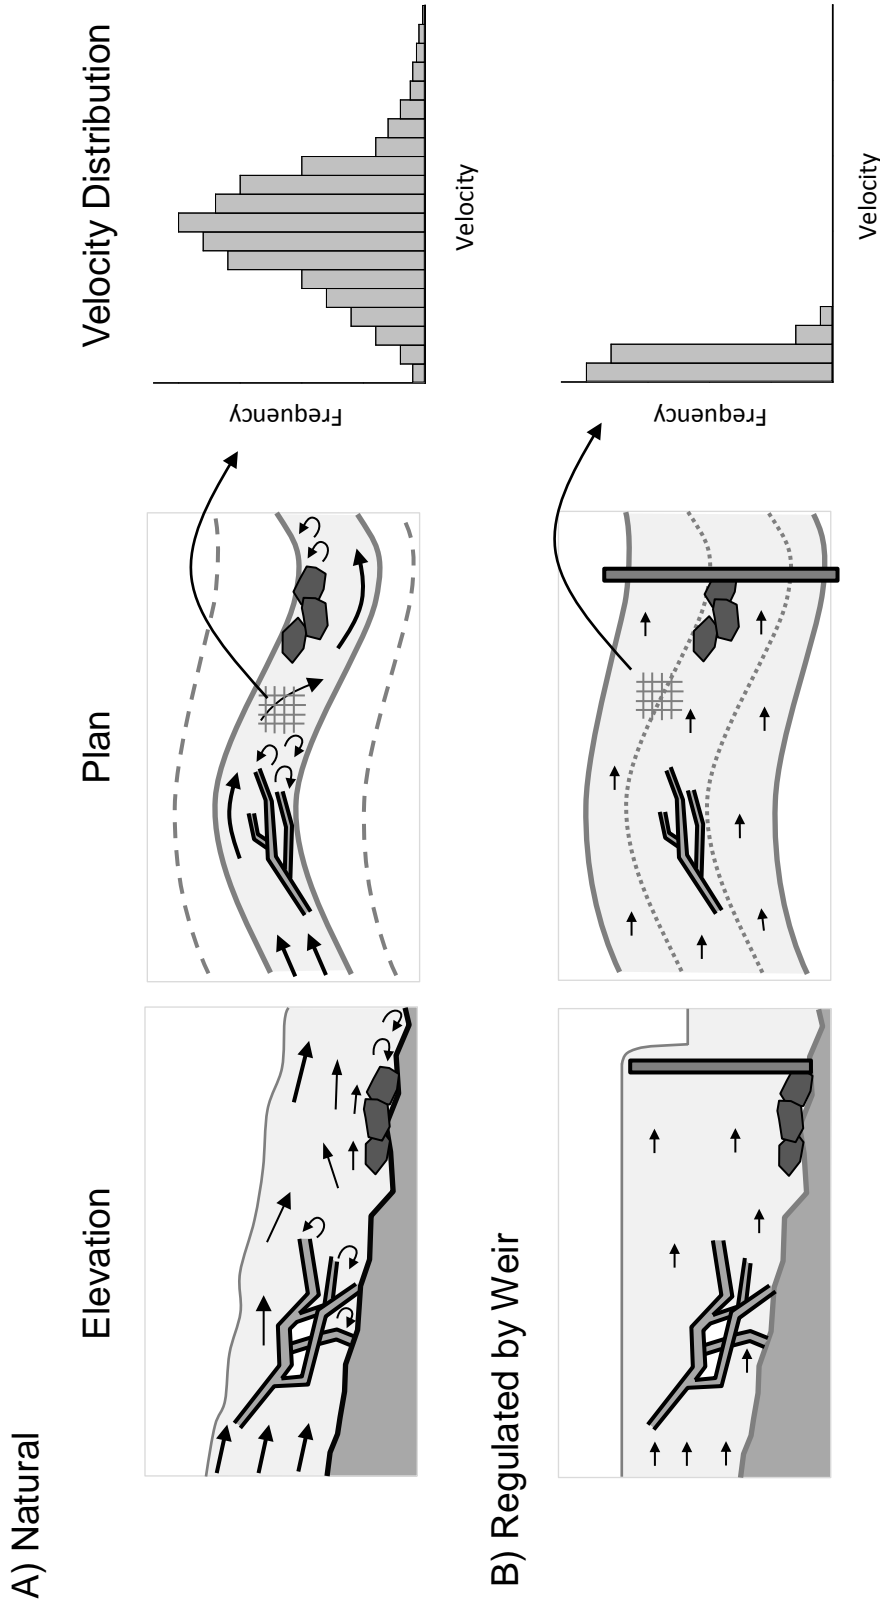 A) Natural
Elevation
Plan
Velocity Distribution
Frequency
Velocity
B) Regulated by Weir
Frequency
Velocity